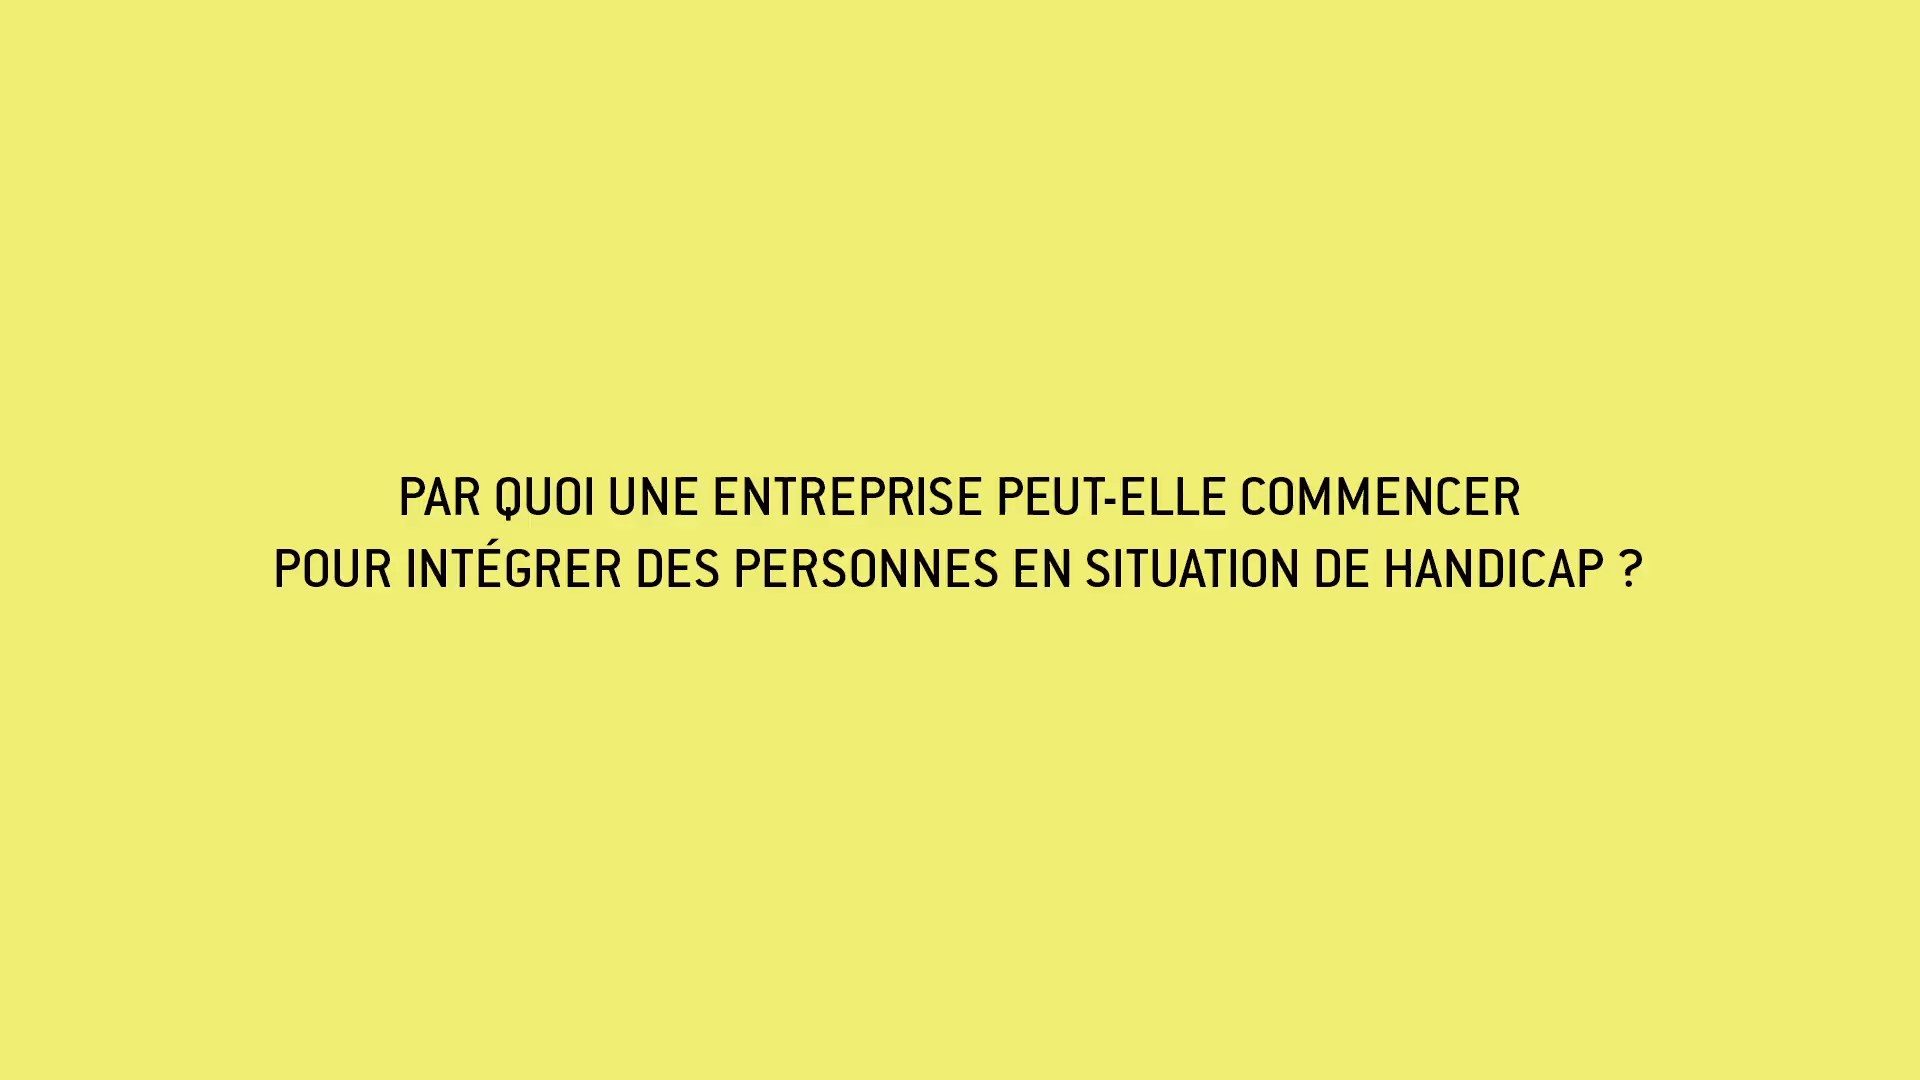 PAR QUOI UNE ENTREPRISE PEUT-ELLE COMMENCER
POUR INTÉGRER DES PERSONNES EN SITUATION DE HANDICAP ?